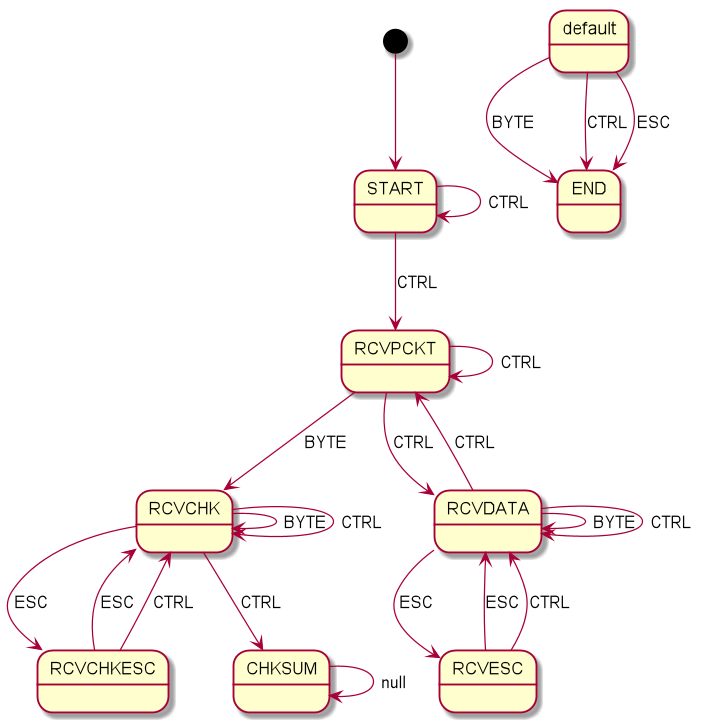 default
BYTE
CTRL
ESC
START
CTRL
END
CTRL
RCVPCKT
CTRL
BYTE
CTRL
CTRL
RCVCHK
BYTE
CTRL
RCVDATA
BYTE
CTRL
ESC
ESC
CTRL
CTRL
ESC
ESC
CTRL
RCVCHKESC
CHKSUM
null
RCVESC